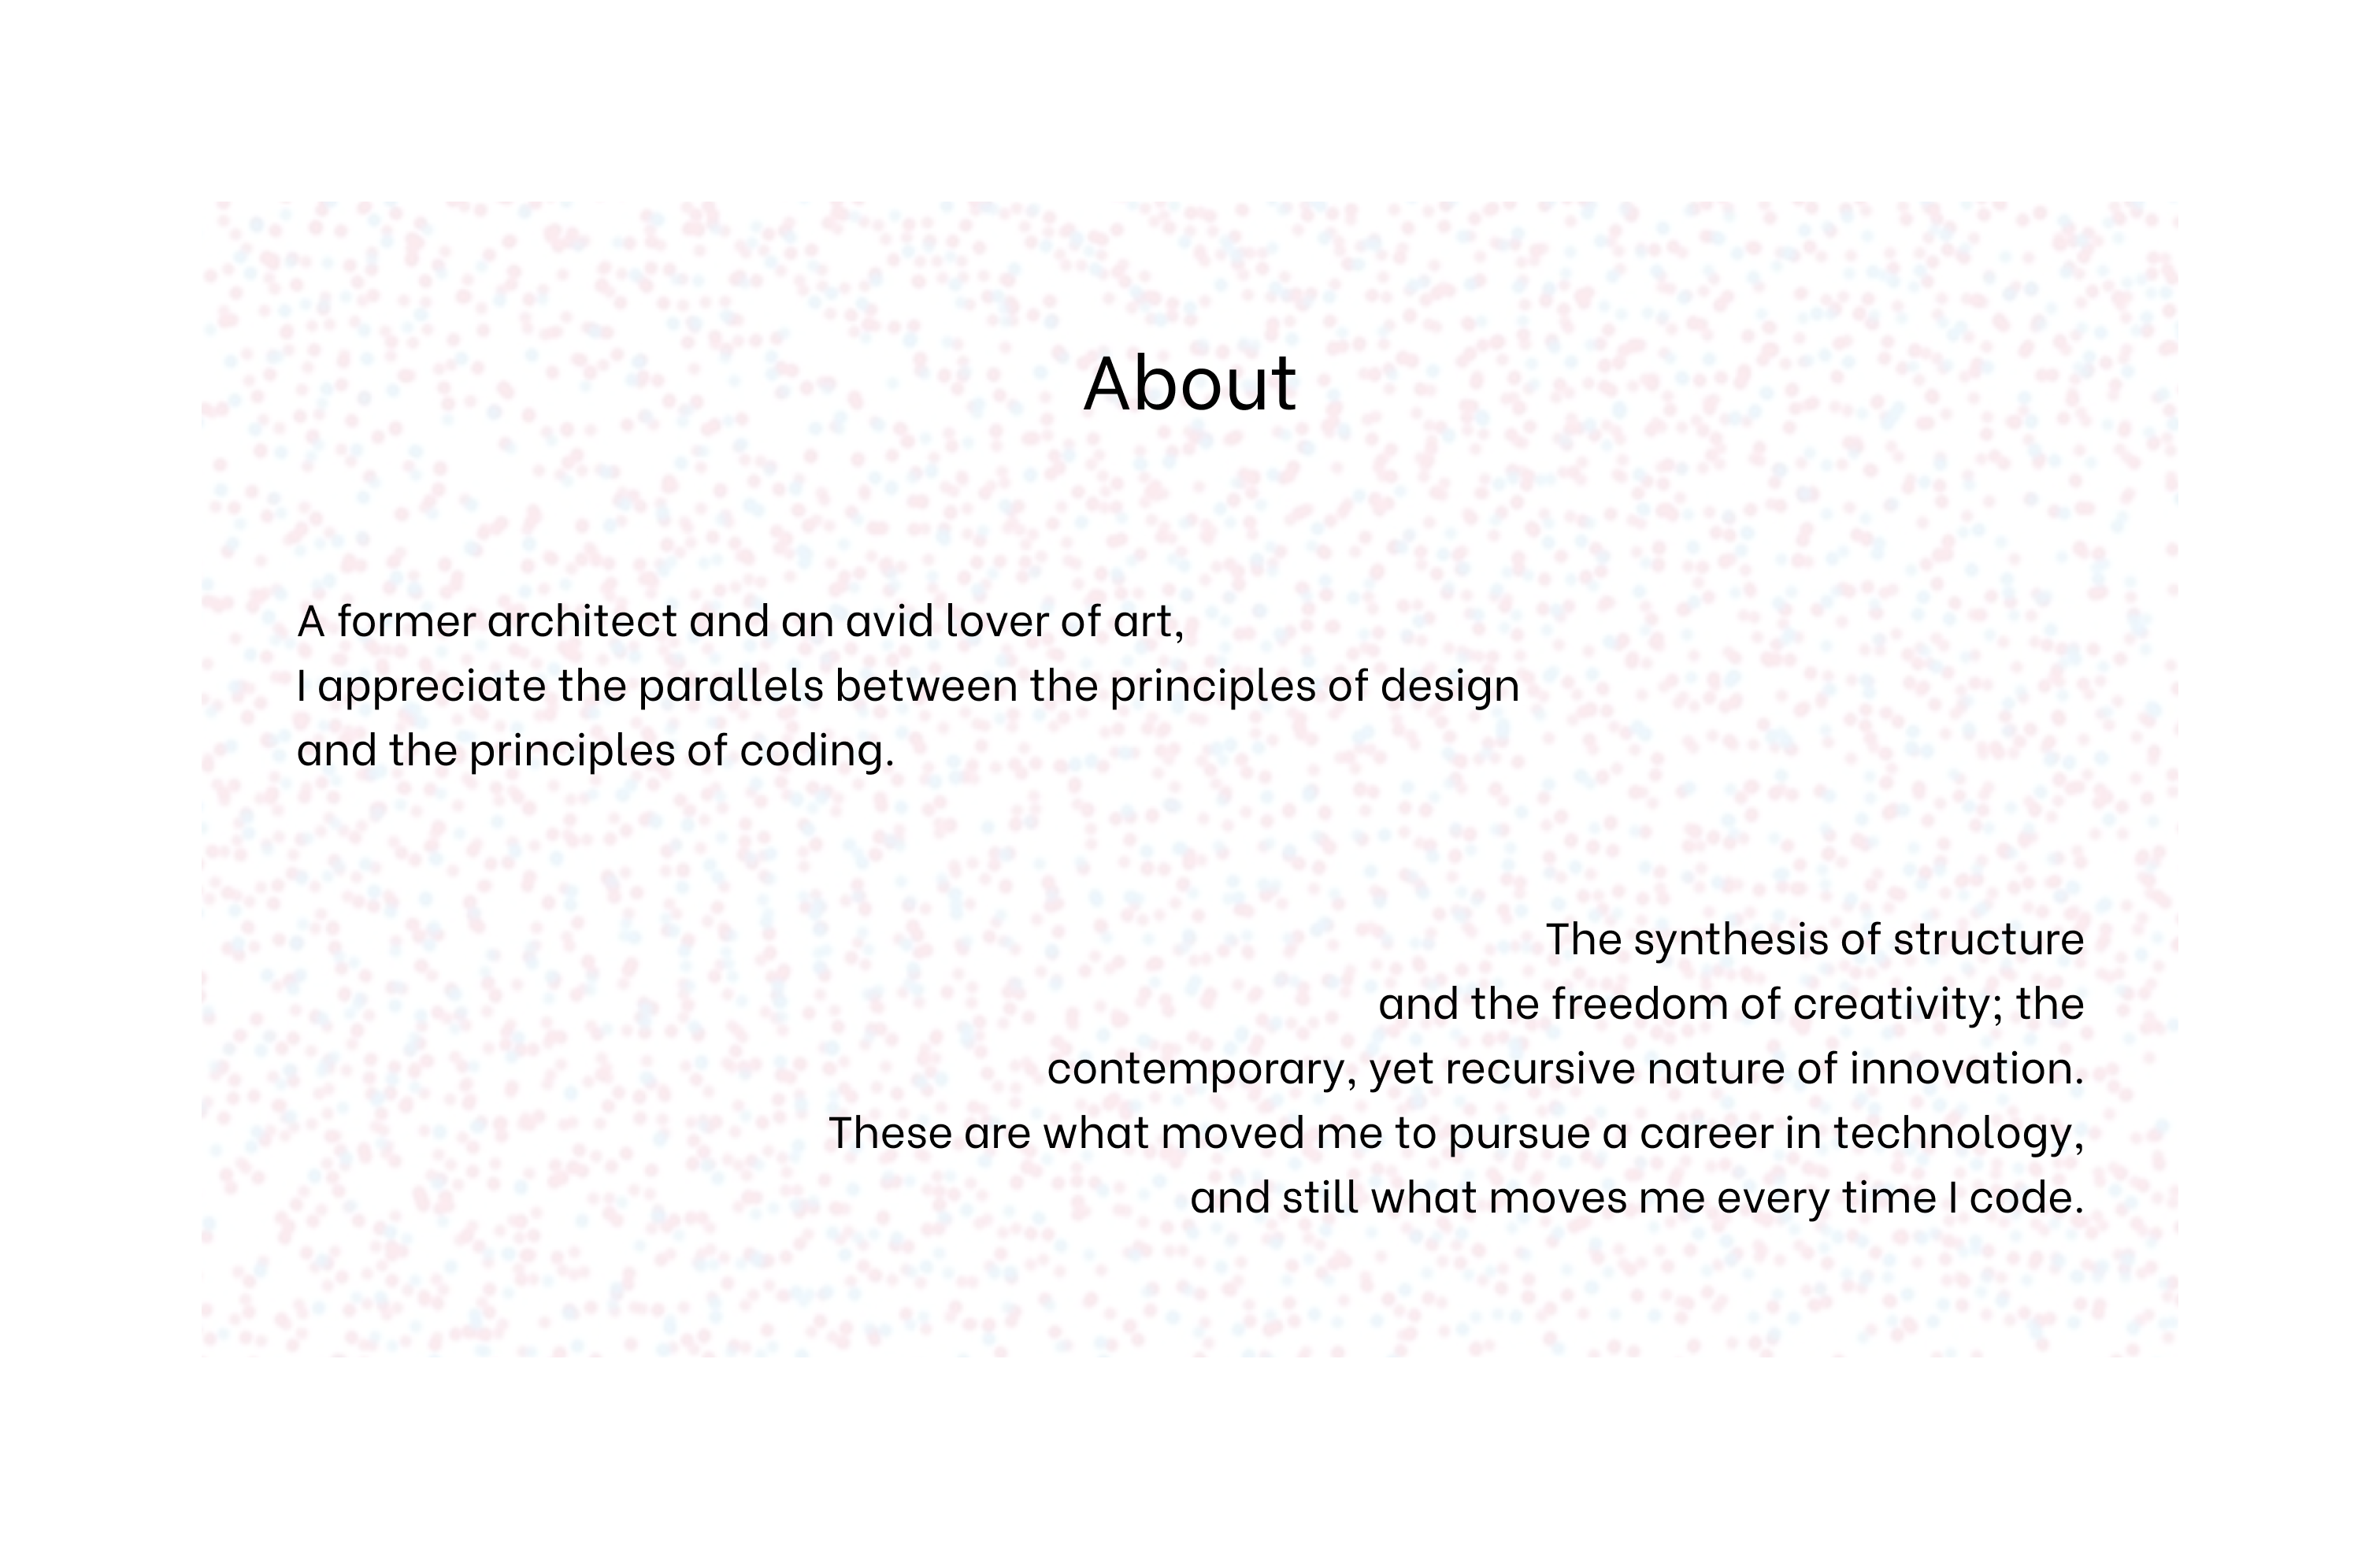 About
A former architect and an avid lover of art,
I appreciate the parallels between the principles of design
and the principles of coding.
The synthesis of structure
and the freedom of creativity; the
contemporary, yet recursive nature of innovation.
These are what moved me to pursue a career in technology,
and still what moves me every time I code.